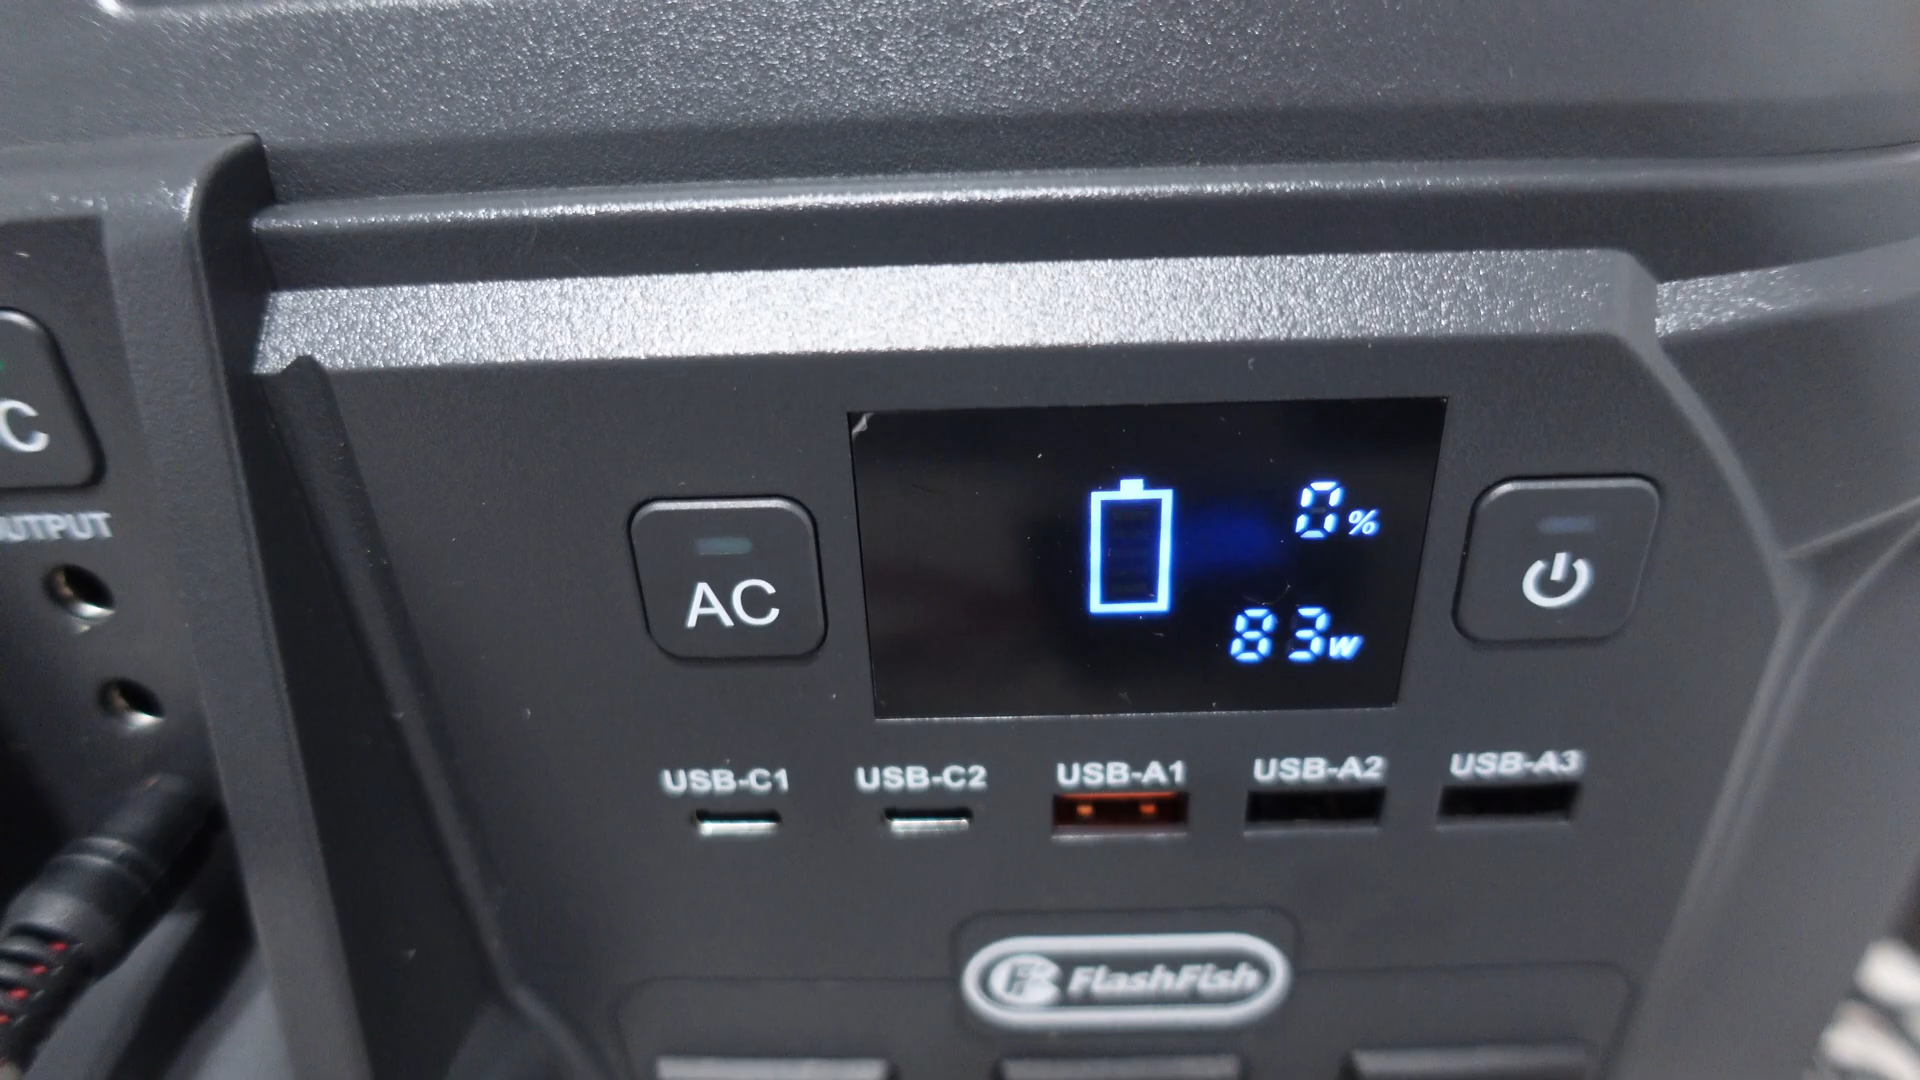 C
OUTPUT
AC
0%
83w
USB-C1
USB-C2
USB-A1
USB-A2
USB-A3
FlashFish